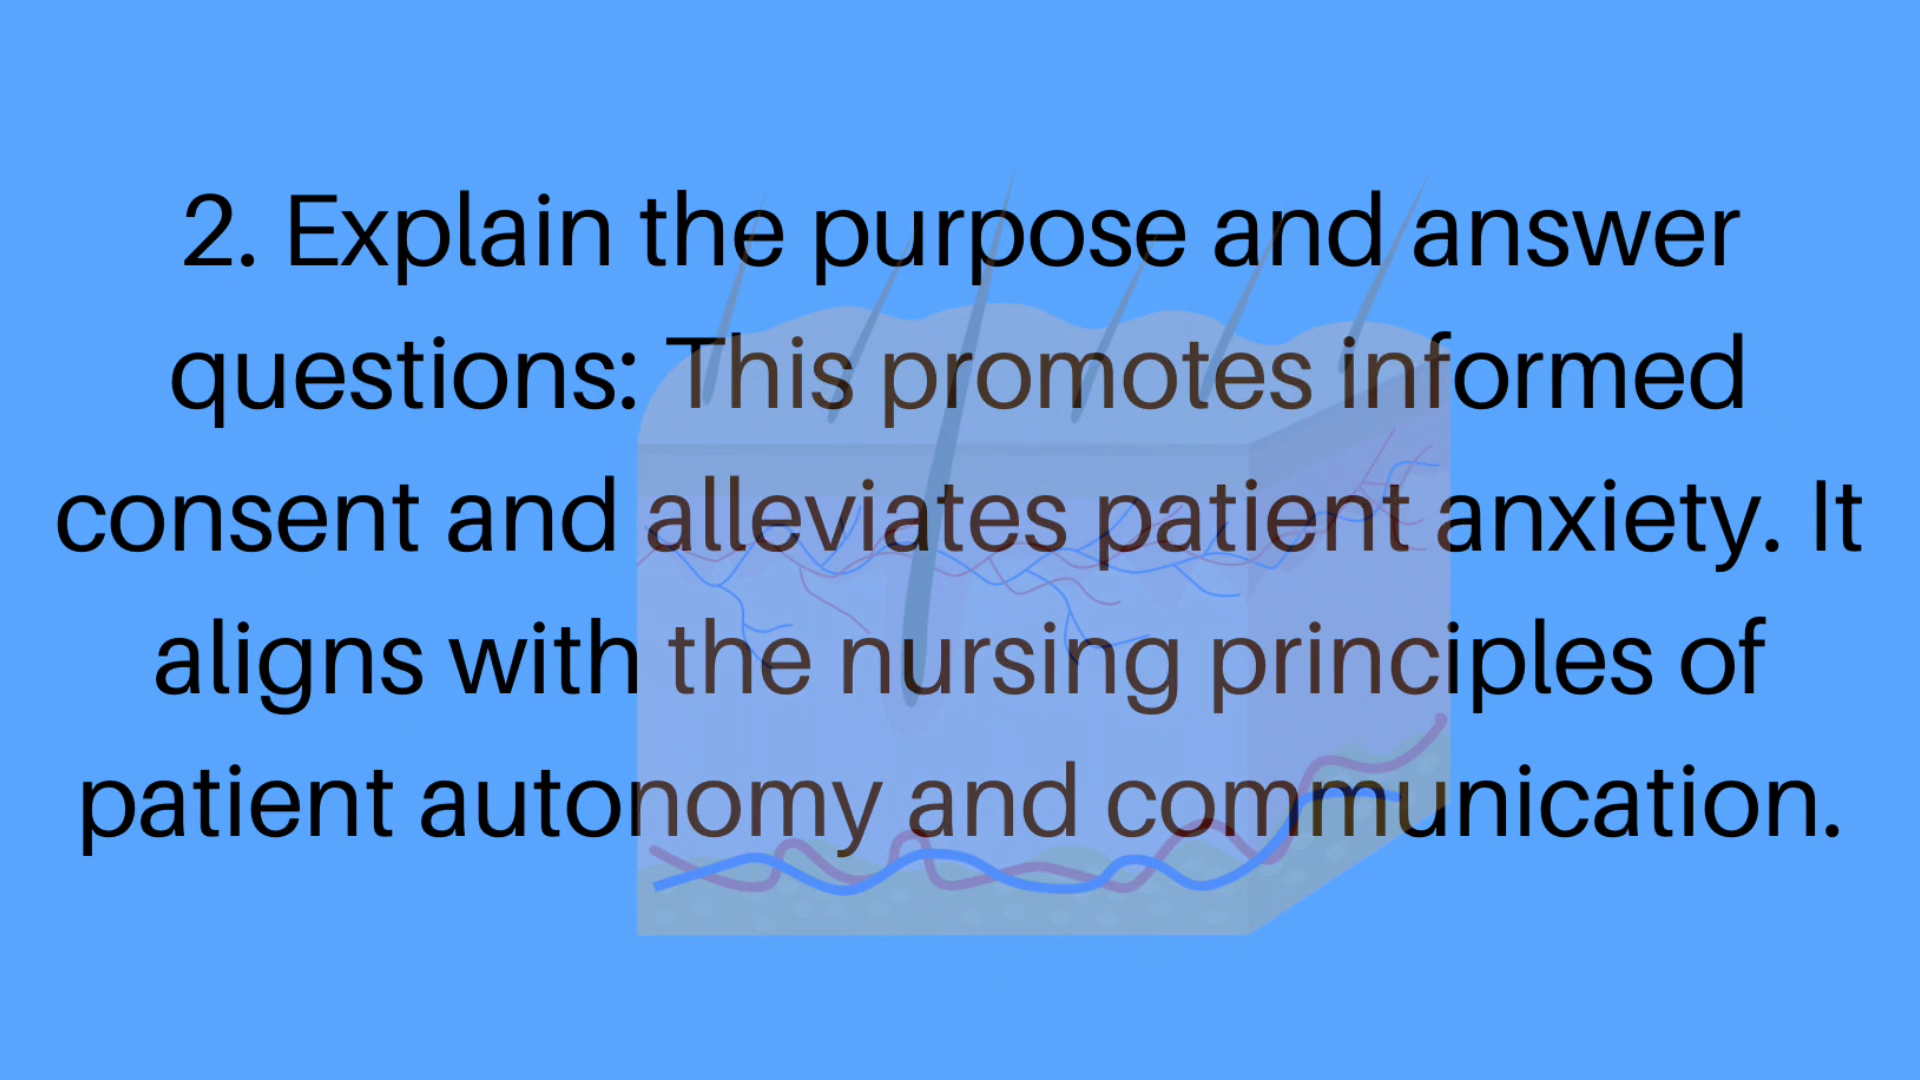 2. Explain the purpose and answer
questions: This promotes informed
consent and alleviates patient anxiety. It
aligns with the nursing principles of
patient autonomy and communication.